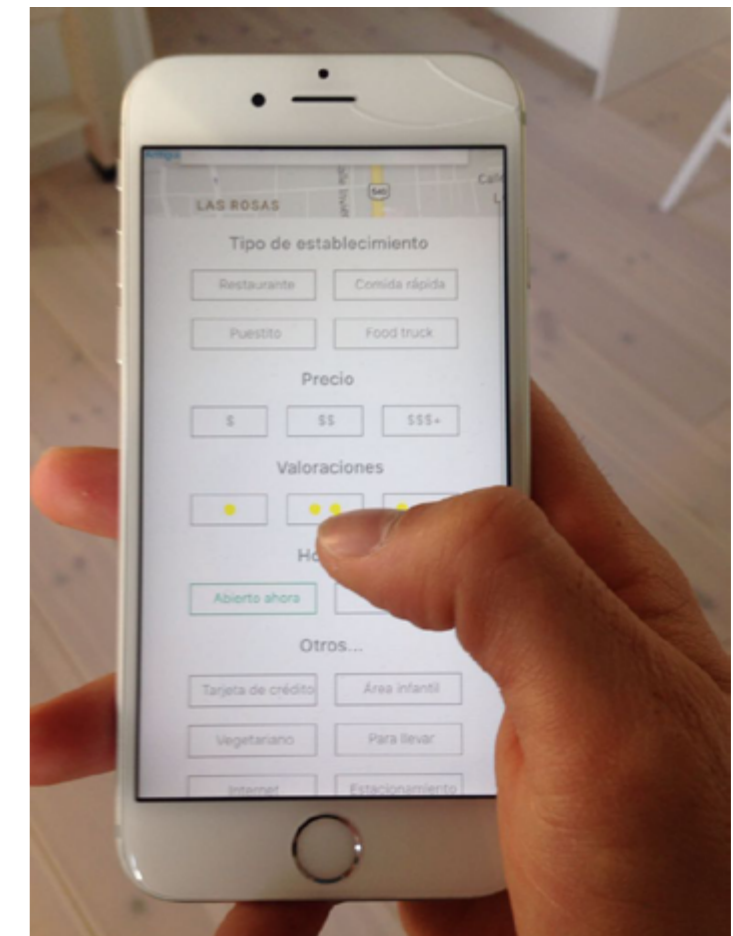 LAS ROSAS
540
Tipo de establecimiento
Restaurante Comida rápida
Puestito Food truck
Precio
$ $$ $$$+
Valoraciones
Abierto ahora
Otros...
Tarjeta de crédito Área infantil
Vegetariano Para llevar
Internet Estacionamiento